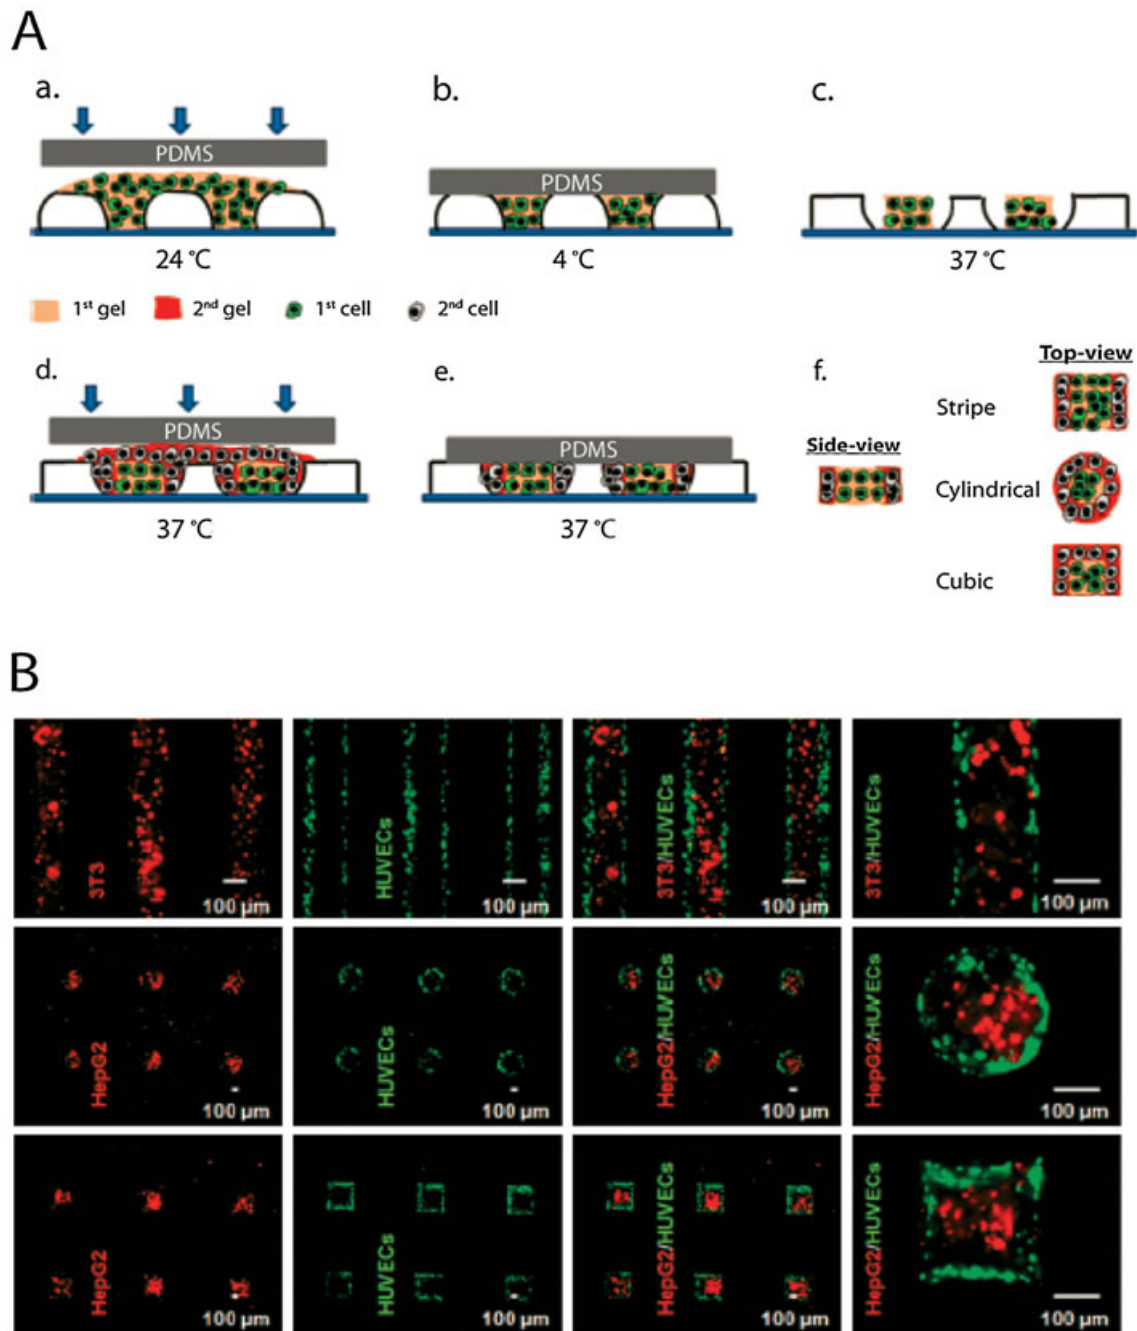 A
a.
b.
c.
PDMS
PDMS
24 °C
4 °C
37 °C
1st gel
2nd gel
1st cell
2nd cell
d.
e.
f.
Top-view
PDMS
PDMS
Stripe
Side-view
Cylindrical
37 °C
37 °C
Cubic
B
3T3
100 µm
HUVECs
100 µm
3T3/HUVECs
100 µm
3T3/HUVECs
100 µm
HepG2
100 µm
HUVECs
100 µm
HepG2/HUVECs
100 µm
HepG2/HUVECs
100 µm
HepG2
100 µm
HUVECs
100 µm
HepG2/HUVECs
100 µm
HepG2/HUVECs
100 µm